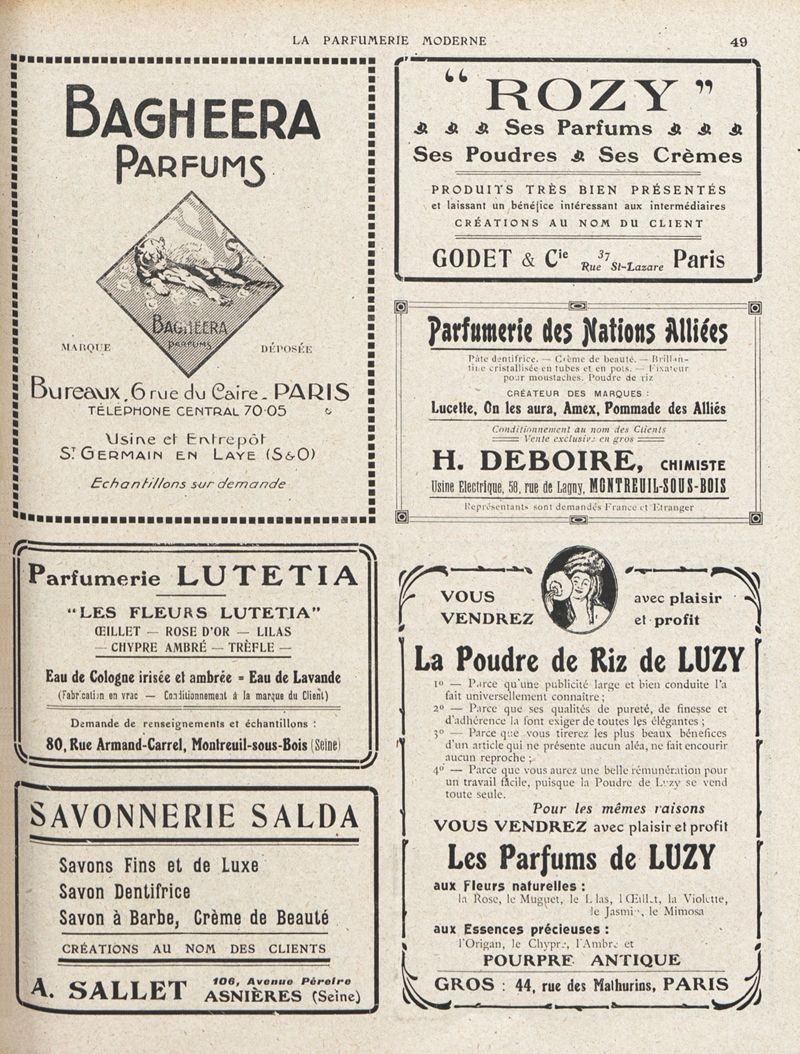 LA PARFUMERIE MODERNE
49
BAGHEERA
PARFUMS
BAGHEERA
PARFUMS
MARQUE
DÉPOSÉE
Bureaux, 6 rue du Caire - PARIS
TÉLÉPHONE CENTRAL 70-05
Usine et Entrepôt
ST GERMAIN EN LAYE (S&O)
Echantillons sur demande
“ ROZY ”
Ses Parfums
Ses Poudres Ses Crèmes
PRODUITS TRÈS BIEN PRÉSENTÉS
et laissant un bénéfice intéressant aux intermédiaires
CRÉATIONS AU NOM DU CLIENT
GODET & Cie 37 Rue St-Lazare Paris
Parfumerie des Nations Alliées
Pâte dentifrice. — Crème de beauté. — Brillan-
tine cristallisée en tubes et en pots. — Fixateur
pour moustaches. Poudre de riz
CRÉATEUR DES MARQUES :
Lucette, On les aura, Amex, Pommade des Alliés
Conditionnement au nom des Clients
Vente exclusive en gros
H. DEBOIRE, CHIMISTE
Usine Electrique, 58, rue de Lagny, MONTREUIL-SOUS-BOIS
Représentants sont demandés France et Etranger
Parfumerie LUTETIA
“LES FLEURS LUTETIA”
ŒILLET — ROSE D'OR — LILAS
— CHYPRE AMBRÉ — TRÈFLE —
Eau de Cologne irisée et ambrée = Eau de Lavande
(Fabrication en vrac — Conditionnement à la marque du Client)
Demande de renseignements et échantillons :
80, Rue Armand-Carrel, Montreuil-sous-Bois (Seine)
SAVONNERIE SALDA
Savons Fins et de Luxe
Savon Dentifrice
Savon à Barbe, Crème de Beauté
CRÉATIONS AU NOM DES CLIENTS
A. SALLET 106, Avenue Péreire
ASNIÈRES (Seine)
VOUS avec plaisir
VENDREZ et profit
La Poudre de Riz de LUZY
1o — Parce qu'une publicité large et bien conduite l'a
fait universellement connaitre ;
2o — Parce que ses qualités de pureté, de finesse et
d'adhérence la font exiger de toutes les élégantes ;
3o — Parce que vous tirerez les plus beaux bénéfices
d'un article qui ne présente aucun aléa, ne fait encourir
aucun reproche ;
4o — Parce que vous aurez une belle rémunération pour
un travail facile, puisque la Poudre de Luzy se vend
toute seule.
Pour les mêmes raisons
VOUS VENDREZ avec plaisir et profit
Les Parfums de LUZY
aux Fleurs naturelles :
la Rose, le Muguet, le Lilas, l'Œillet, la Violette,
le Jasmin, le Mimosa
aux Essences précieuses :
l'Origan, le Chypre, l'Ambre et
POURPRE ANTIQUE
GROS : 44, rue des Mathurins, PARIS